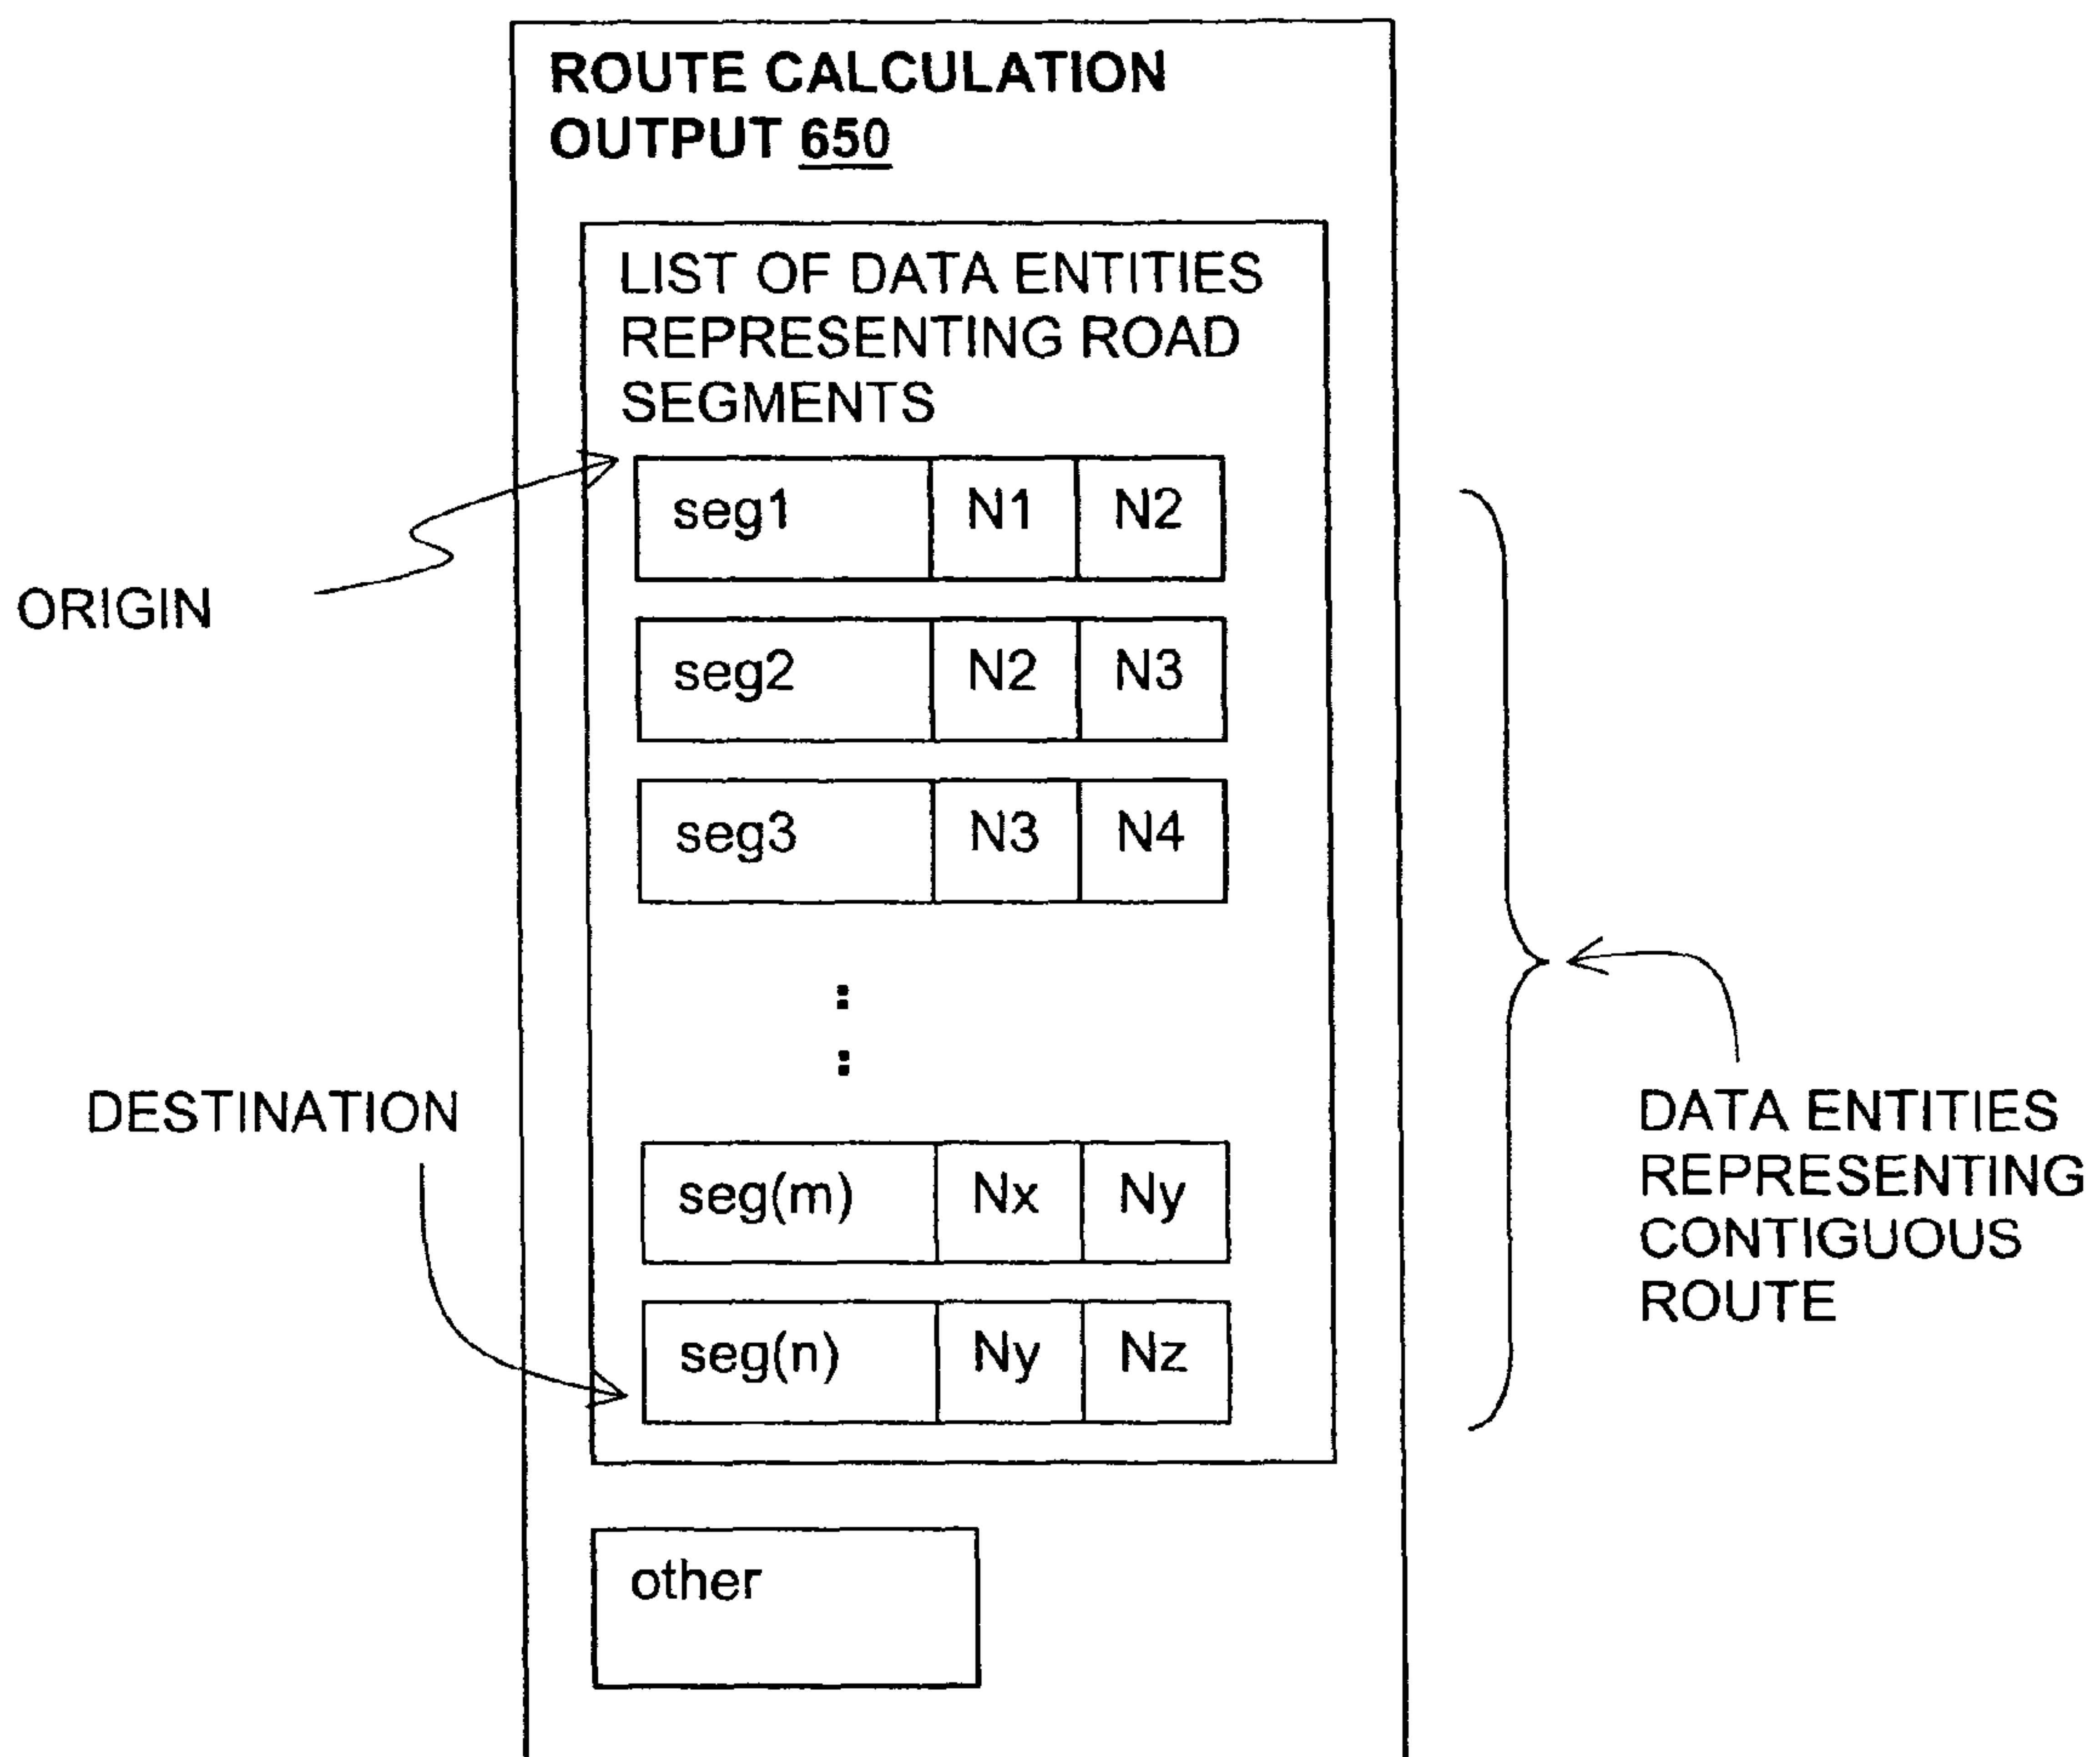 ROUTE CALCULATION
OUTPUT 650
LIST OF DATA ENTITIES
REPRESENTING ROAD
SEGMENTS
seg1 N1 N2
ORIGIN
seg2 N2 N3
seg3 N3 N4
:
:
DESTINATION
seg(m) Nx Ny
seg(n) Ny Nz
DATA ENTITIES
REPRESENTING
CONTIGUOUS
ROUTE
other